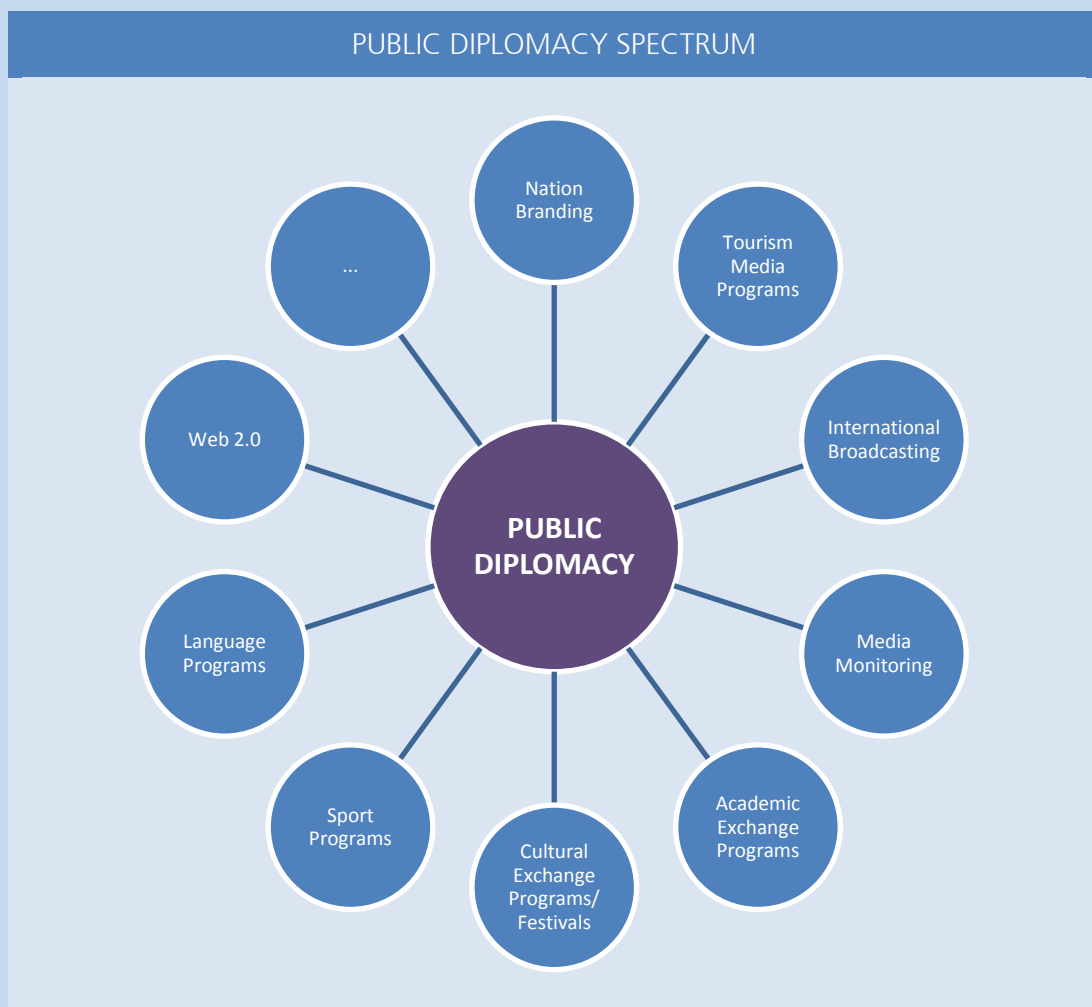 PUBLIC DIPLOMACY SPECTRUM
Nation
Branding
Tourism
Media
Programs
International
Broadcasting
Media
Monitoring
Academic
Exchange
Programs
Cultural
Exchange
Programs/
Festivals
Sport
Programs
Language
Programs
Web 2.0
...
PUBLIC
DIPLOMACY